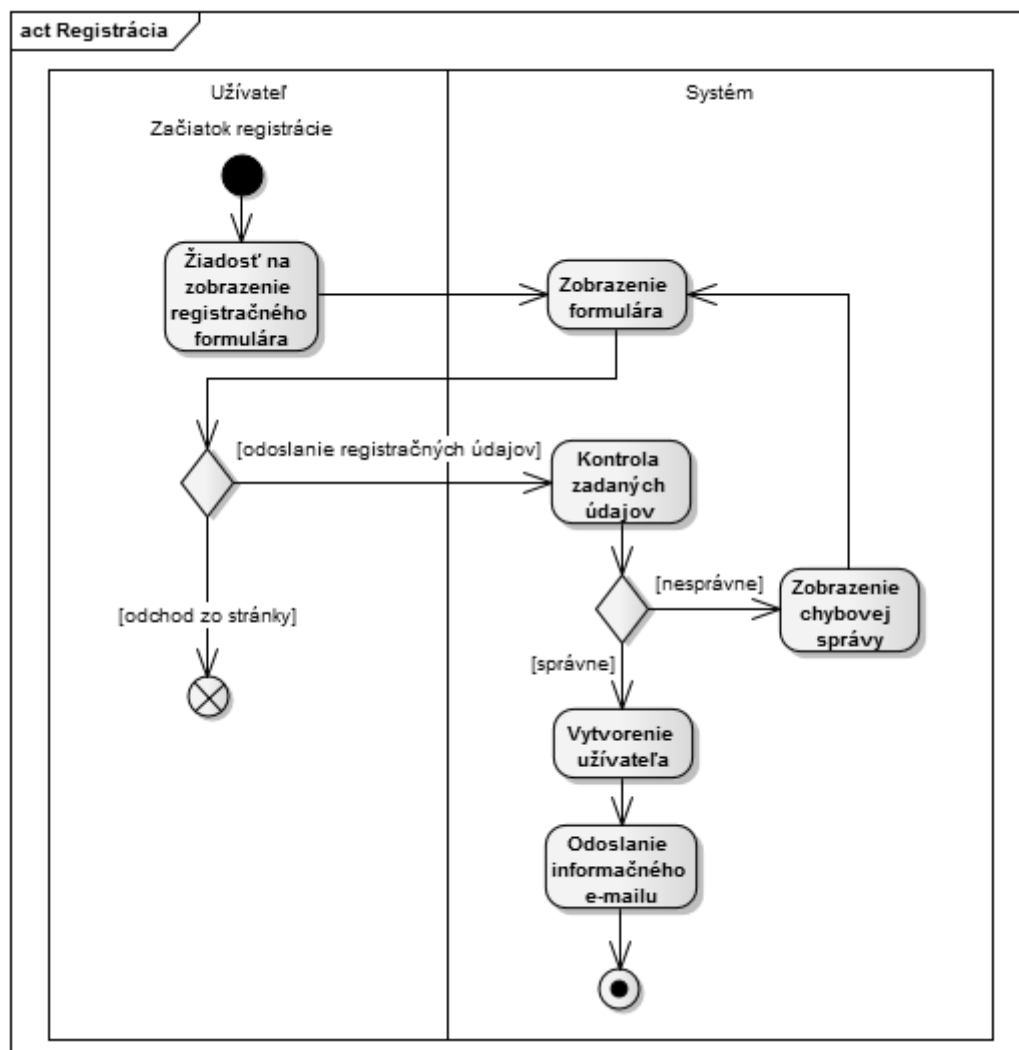 act Registrácia
Užívateľ
Systém
Začiatok registrácie
Žiadosť na
zobrazenie
registračného
formulára
Zobrazenie
formulára
[odoslanie registračných údajov]
Kontrola
zadaných
údajov
[nesprávne]
Zobrazenie
chybovej
správy
[odchod zo stránky]
[správne]
Vytvorenie
užívateľa
Odoslanie
informačného
e-mailu